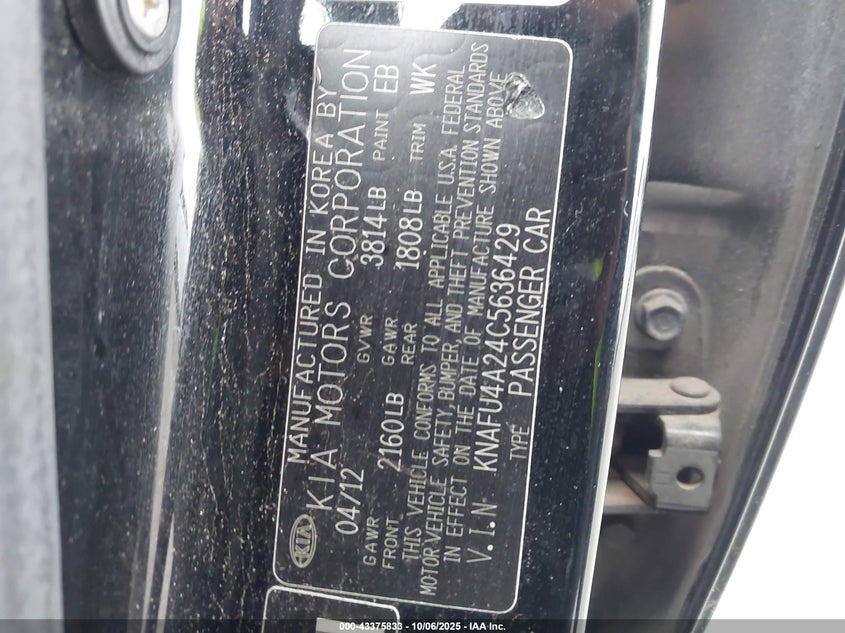 MANUFACTURED IN KOREA BY
KIA MOTORS CORPORATION
04/12 GVWR 3814LB PAINT EB
GAWR FRONT 2160LB GAWR REAR 1808LB TRIM WK
THIS VEHICLE CONFORMS TO ALL APPLICABLE U.S.A. FEDERAL
MOTOR VEHICLE SAFETY, BUMPER, AND THEFT PREVENTION STANDARDS
IN EFFECT ON THE DATE OF MANUFACTURE SHOWN ABOVE
V.I.N KNAFU4A24C5636429
TYPE PASSENGER CAR
KIA
000-43375833 - 10/06/2025 - IAA Inc.